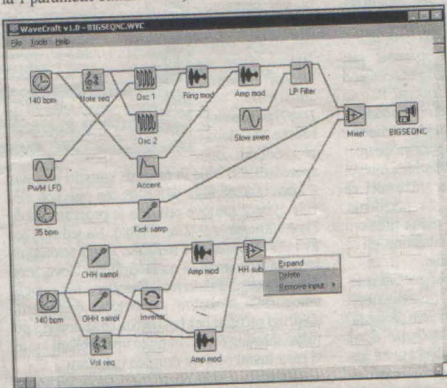 WaveCraft v1.0 - BIGSEQNC.WVC
File Tools Help
140 bpm
Note seq
Osc 1
Ring mod
Amp mod
LP Filter
Osc 2
Slow
Mixer
BIGSEQNC
PWM LFO
Accent
35 bpm
Kick samp
CHH sampl
Amp mod
HH sub
Expand
Delete
Remove input
140 bpm
OHH sampl
Inverter
Vol seq
Amp mod